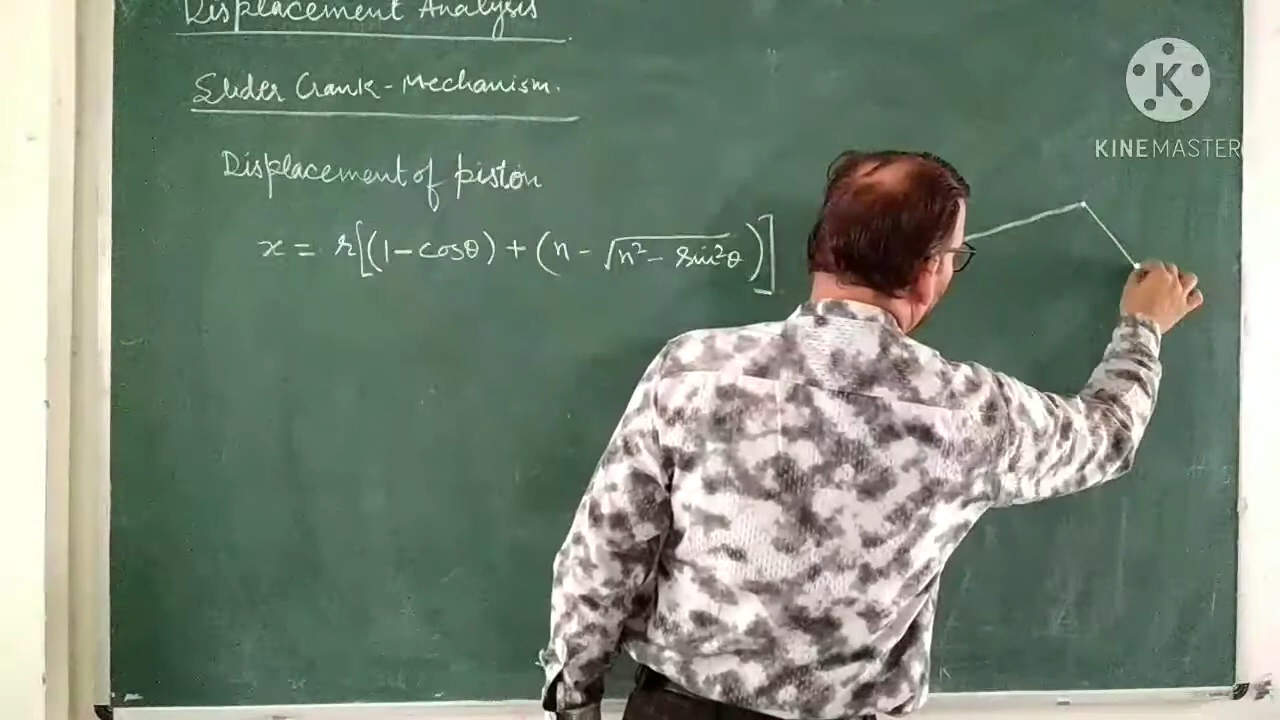 Displacement Analysis
Slider Crank-Mechanism.
Displacement of piston
x = r[(1-cosθ) + (n - √n² - sin²θ)]
K
KINEMASTER